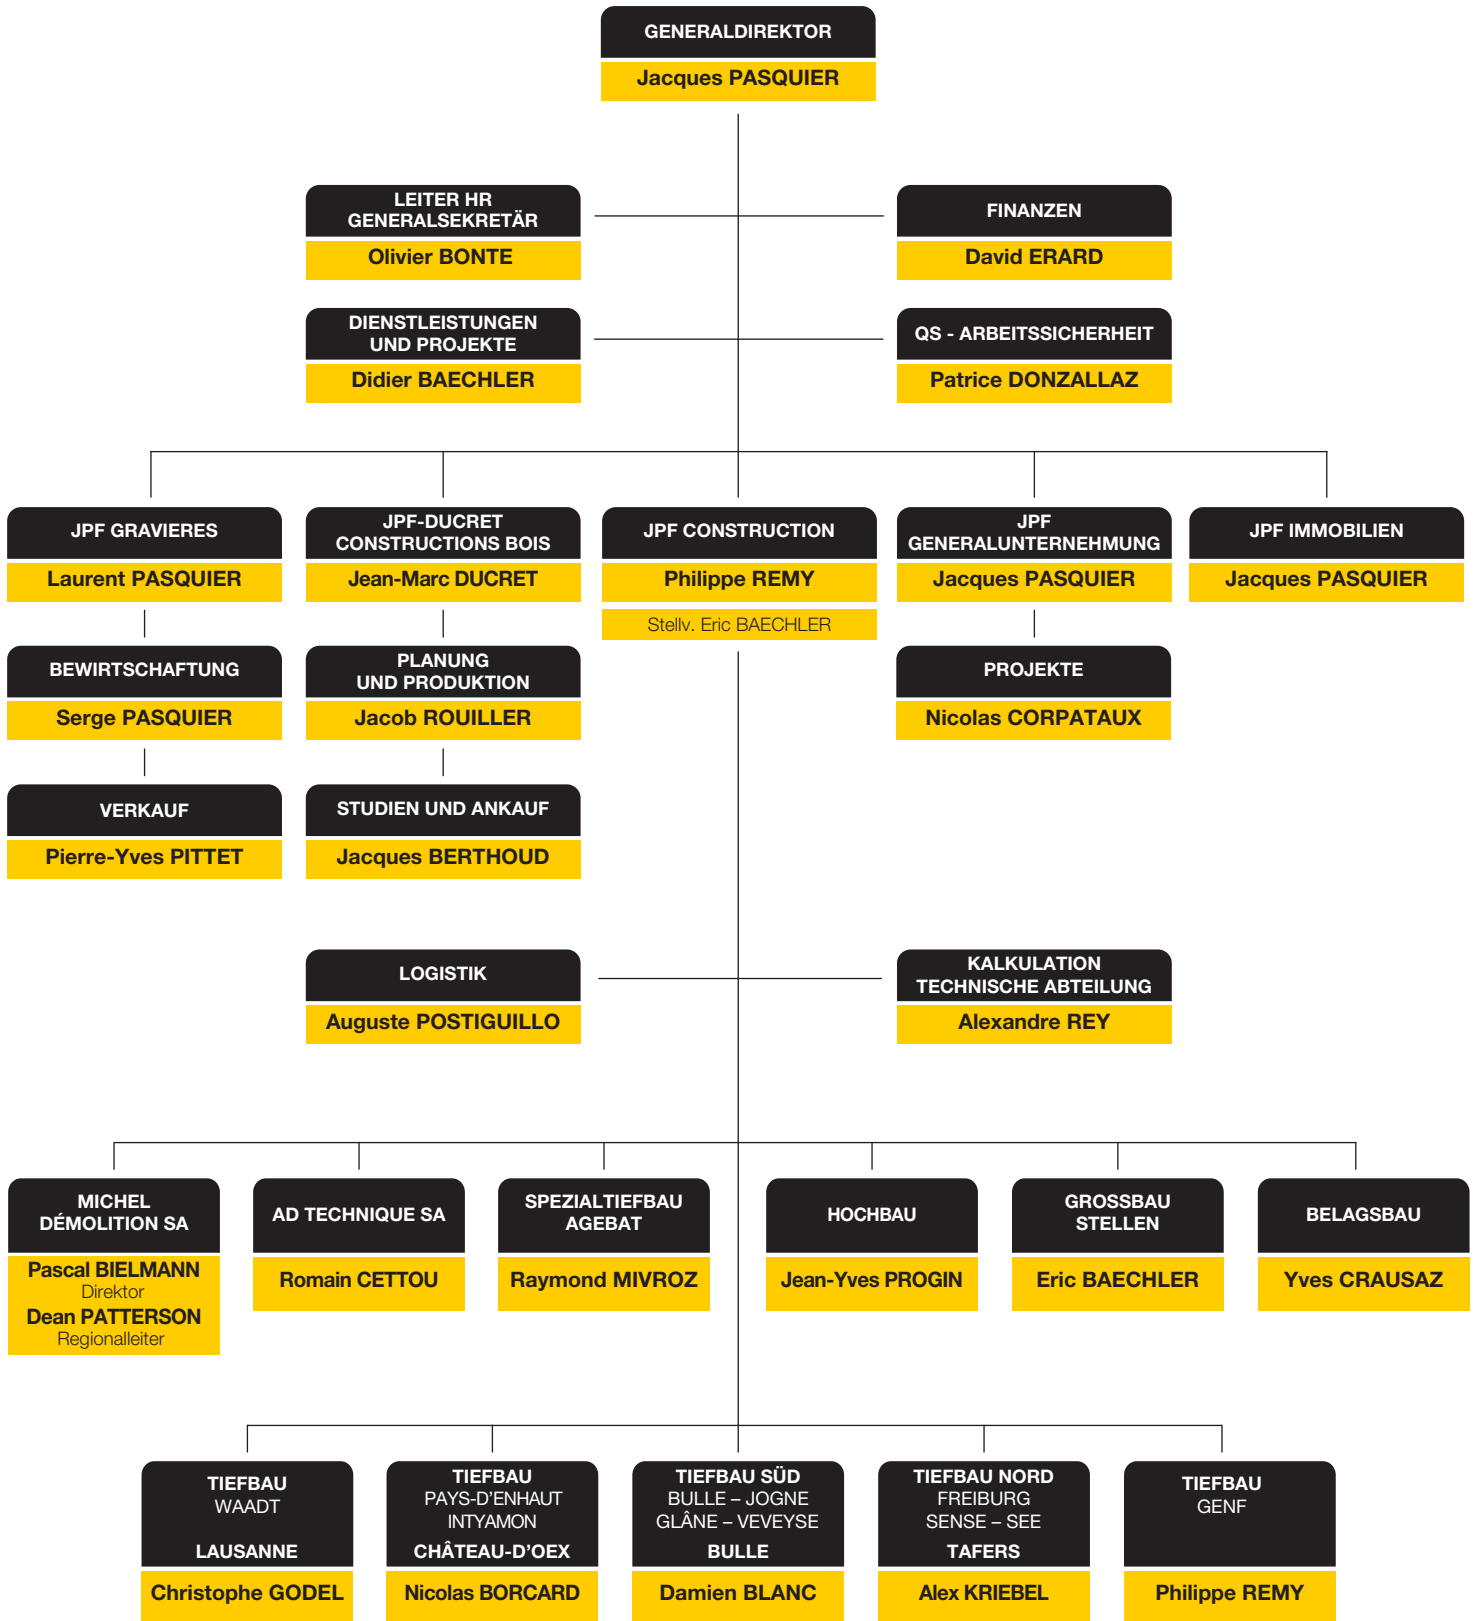 GENERALDIREKTOR
Jacques PASQUIER
LEITER HR
GENERALSEKRETÄR
Olivier BONTE
FINANZEN
David ERARD
DIENSTLEISTUNGEN
UND PROJEKTE
Didier BAECHLER
QS - ARBEITSSICHERHEIT
Patrice DONZALLAZ
JPF GRAVIERES
Laurent PASQUIER
JPF-DUCRET
CONSTRUCTIONS BOIS
Jean-Marc DUCRET
JPF CONSTRUCTION
Philippe REMY
Stellv. Eric BAECHLER
JPF
GENERALUNTERNEHMUNG
Jacques PASQUIER
JPF IMMOBILIEN
Jacques PASQUIER
BEWIRTSCHAFTUNG
Serge PASQUIER
PLANUNG
UND PRODUKTION
Jacob ROUILLER
PROJEKTE
Nicolas CORPATAUX
VERKAUF
Pierre-Yves PITTET
STUDIEN UND ANKAUF
Jacques BERTHOUD
LOGISTIK
Auguste POSTIGUILLO
KALKULATION
TECHNISCHE ABTEILUNG
Alexandre REY
MICHEL
DÉMOLITION SA
Pascal BIELMANN
Direktor
Dean PATTERSON
Regionalleiter
AD TECHNIQUE SA
Romain CETTOU
SPEZIALTIEFBAU
AGEBAT
Raymond MIVROZ
HOCHBAU
Jean-Yves PROGIN
GROSSBAU
STELLEN
Eric BAECHLER
BELAGSBAU
Yves CRAUSAZ
TIEFBAU
WAADT
LAUSANNE
Christophe GODEL
TIEFBAU
PAYS-D'ENHAUT
INTYAMON
CHÂTEAU-D'OEX
Nicolas BORCARD
TIEFBAU SÜD
BULLE – JOGNE
GLÂNE – VEVEYSE
BULLE
Damien BLANC
TIEFBAU NORD
FREIBURG
SENSE – SEE
TAFERS
Alex KRIEBEL
TIEFBAU
GENF
Philippe REMY